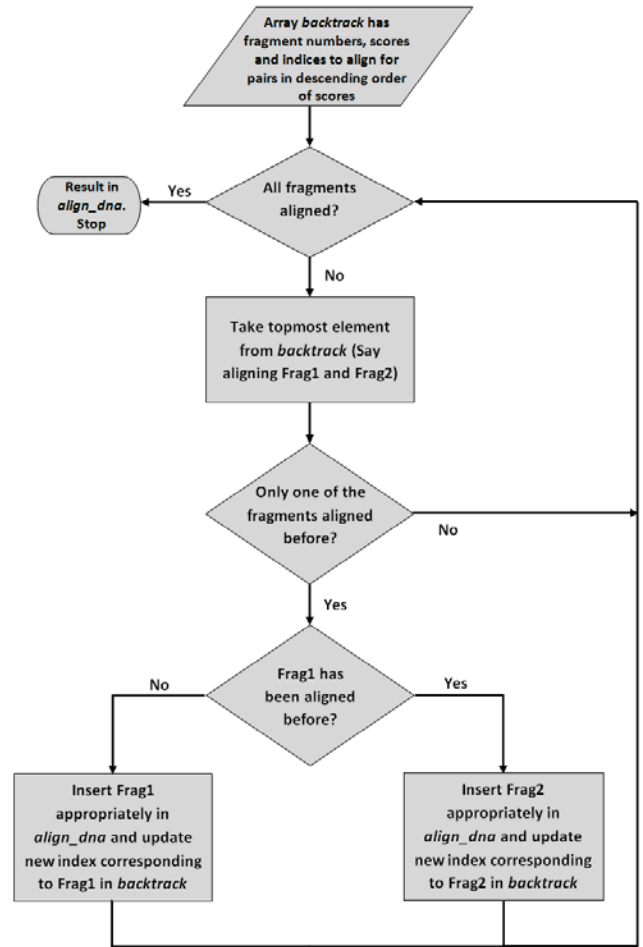 Array backtrack has
fragment numbers, scores
and indices to align for
pairs in descending order
of scores
All fragments
aligned?
Yes
Result in
align_dna.
Stop
No
Take topmost element
from backtrack (Say
aligning Frag1 and Frag2)
Only one of the
fragments aligned
before?
No
Yes
Frag1 has
been aligned
before?
No
Yes
Insert Frag1
appropriately in
align_dna and update
new index corresponding
to Frag1 in backtrack
Insert Frag2
appropriately in
align_dna and update
new index corresponding
to Frag2 in backtrack